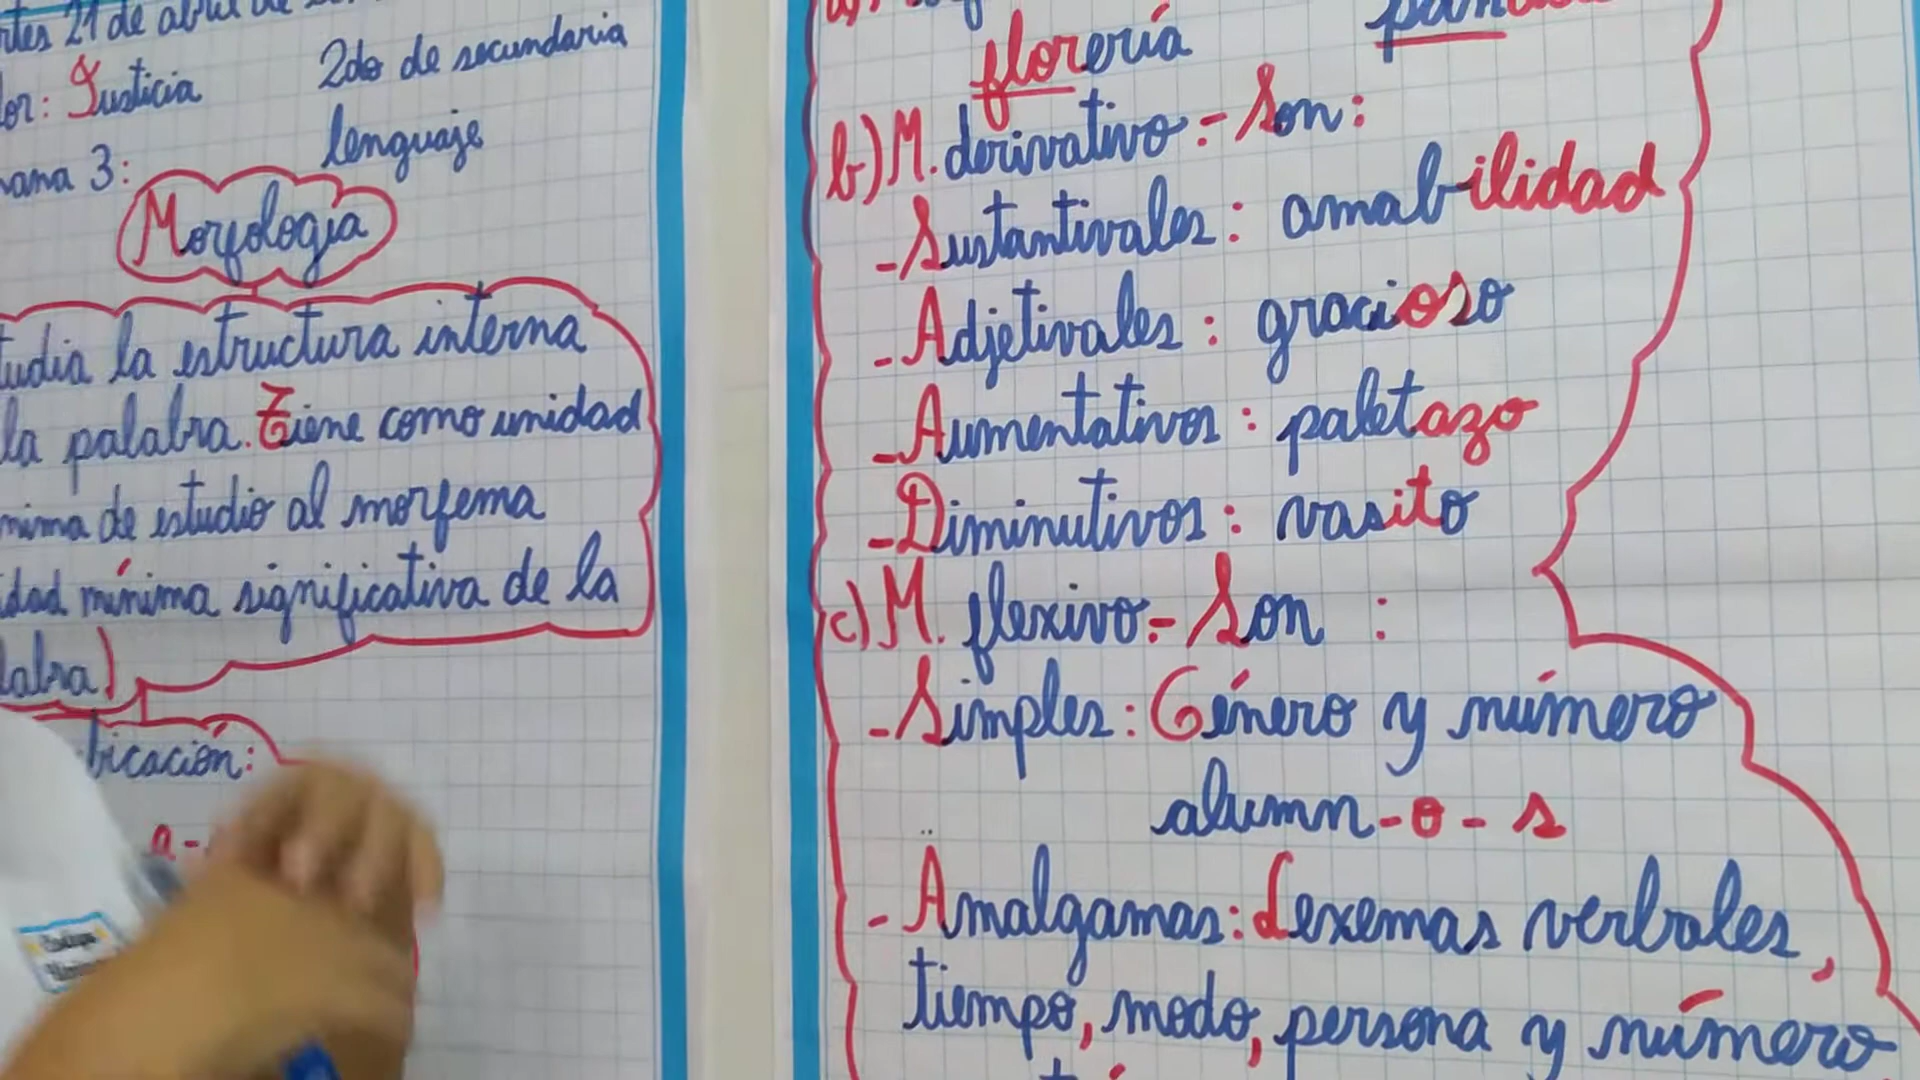 21 de abril de
Justicia
2do de secundaria
lenguaje
3:
Morfología
la estructura interna
la palabra. Tiene como unidad
de estudio al morfema
mínima significativa de la
florería
b) M. derivativo.- Son:
- Sustantivales: amabilidad
- Adjetivales: gracioso
- Aumentativos: paletazo
- Diminutivos: vasito
c) M. flexivo.- Son :
- Simples: Género y número
alumn-o-s
- Amalgamas: Lexemas verbales,
tiempo, modo, persona y número